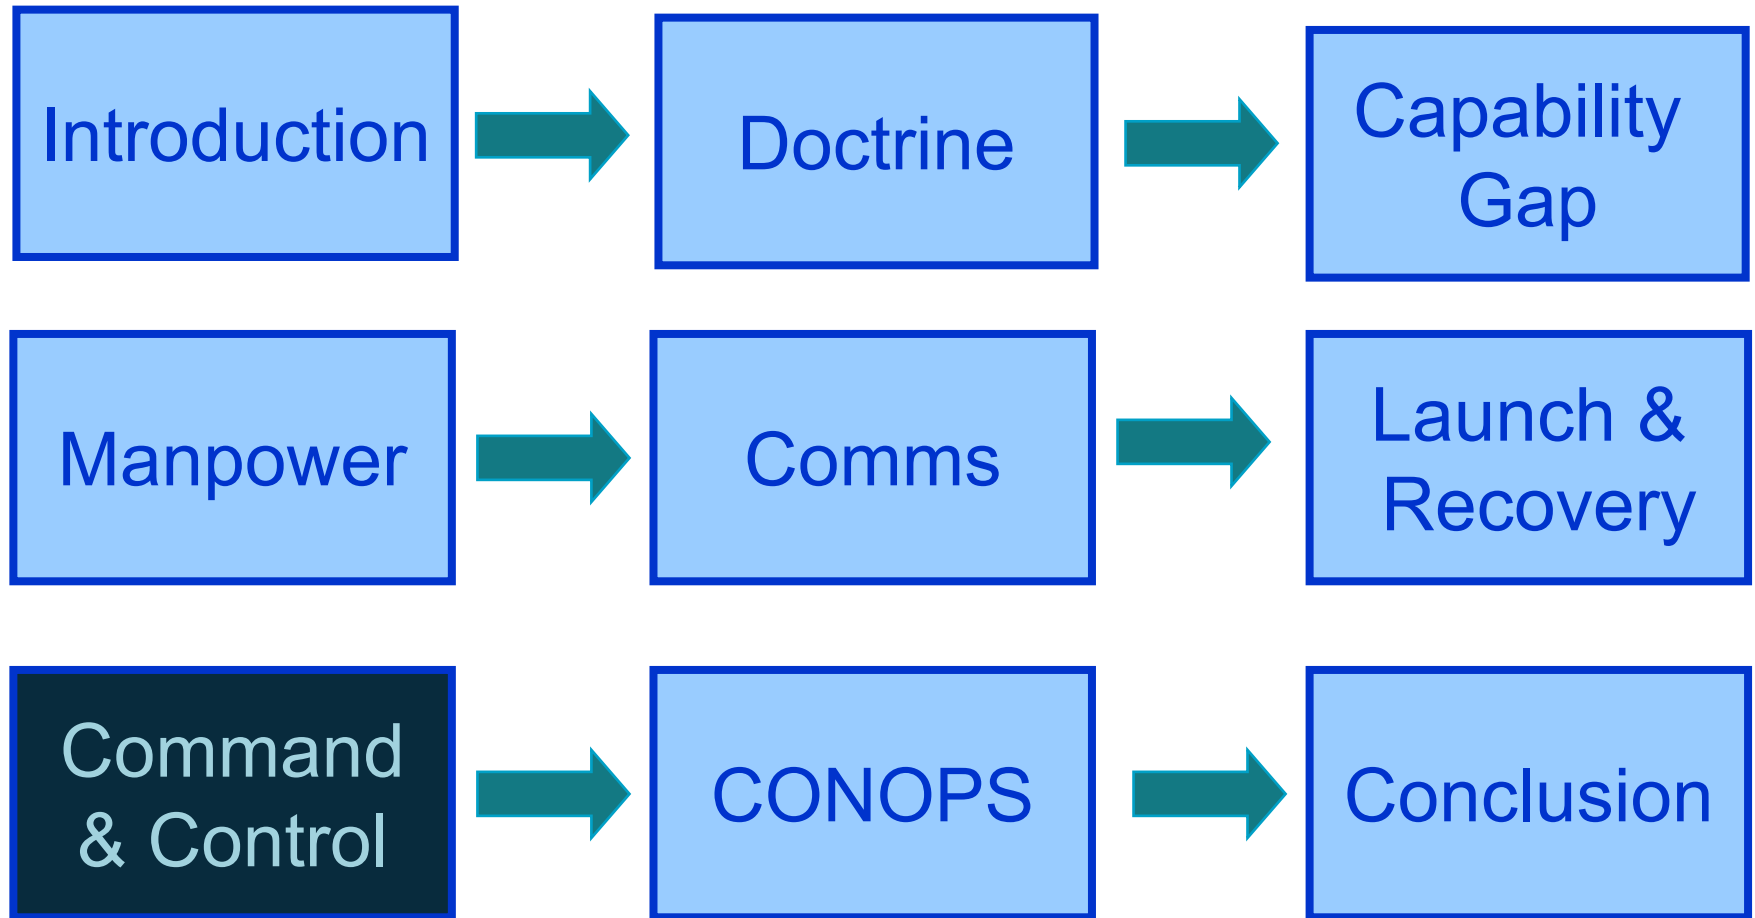 Introduction
Doctrine
Capability
Gap
Manpower
Comms
Launch &
Recovery
Command
& Control
CONOPS
Conclusion